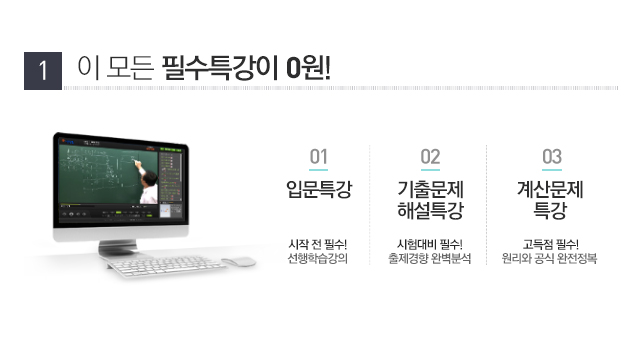 1 이 모든 필수특강이 0원!
01
입문특강
시작 전 필수!
선행학습강의
02
기출문제
해설특강
시험대비 필수!
출제경향 완벽분석
03
계산문제
특강
고득점 필수!
원리와 공식 완전정복